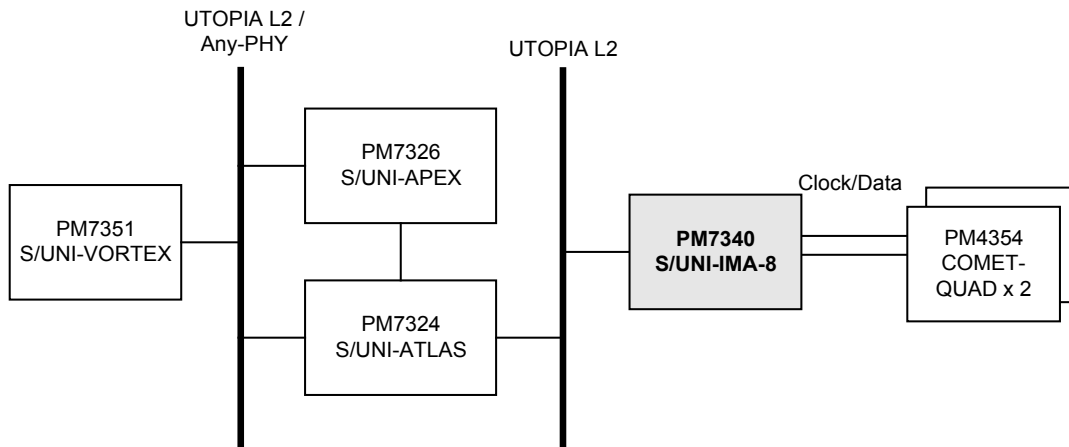 UTOPIA L2 /
Any-PHY
UTOPIA L2
PM7326
S/UNI-APEX
Clock/Data
PM7351
S/UNI-VORTEX
PM7340
S/UNI-IMA-8
PM4354
COMET-
QUAD x 2
PM7324
S/UNI-ATLAS